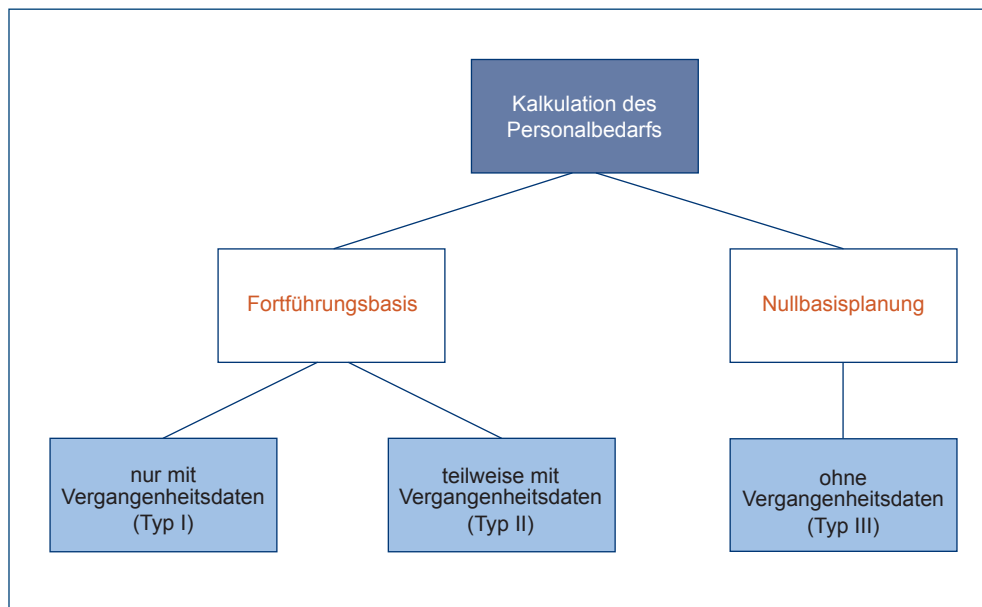 Kalkulation des
Personalbedarfs
Fortführungsbasis
Nullbasisplanung
nur mit
Vergangenheitsdaten
(Typ I)
teilweise mit
Vergangenheitsdaten
(Typ II)
ohne
Vergangenheitsdaten
(Typ III)